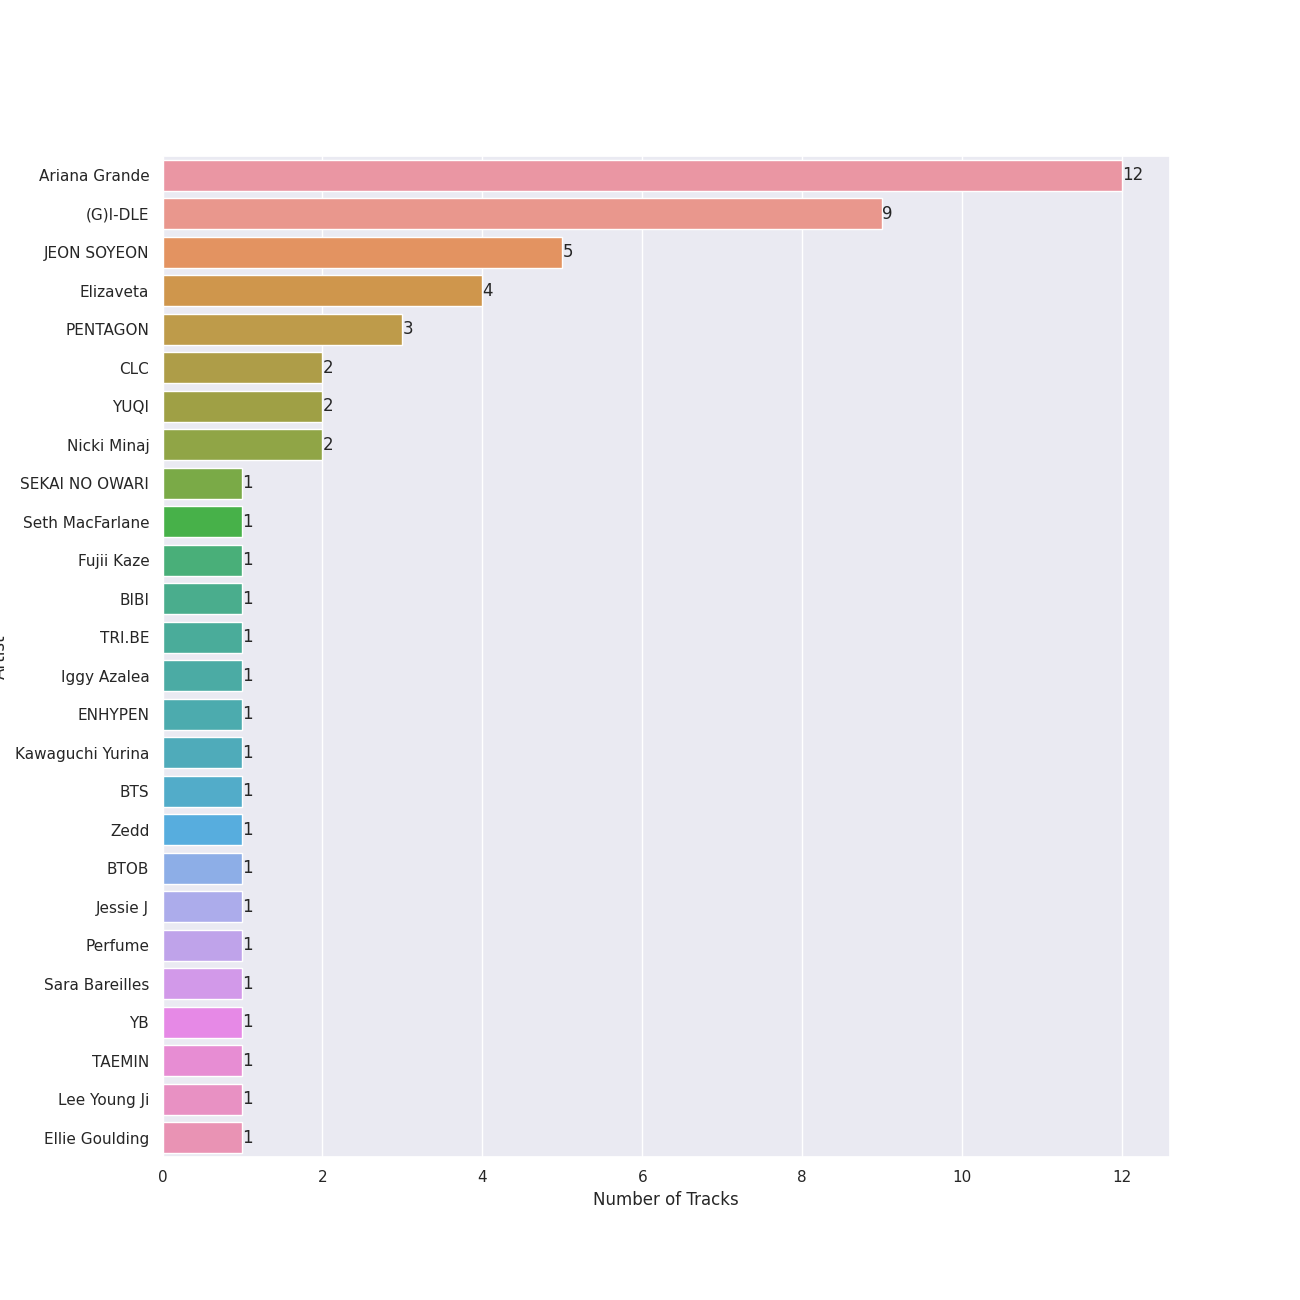 Ariana Grande 12
(G)I-DLE 9
JEON SOYEON 5
Elizaveta 4
PENTAGON 3
CLC 2
YUQI 2
Nicki Minaj 2
SEKAI NO OWARI 1
Seth MacFarlane 1
Fujii Kaze 1
BIBI 1
TRI.BE 1
Iggy Azalea 1
ENHYPEN 1
Kawaguchi Yurina 1
BTS 1
Zedd 1
BTOB 1
Jessie J 1
Perfume 1
Sara Bareilles 1
YB 1
TAEMIN 1
Lee Young Ji 1
Ellie Goulding 1
0 2 4 6 8 10 12
Number of Tracks